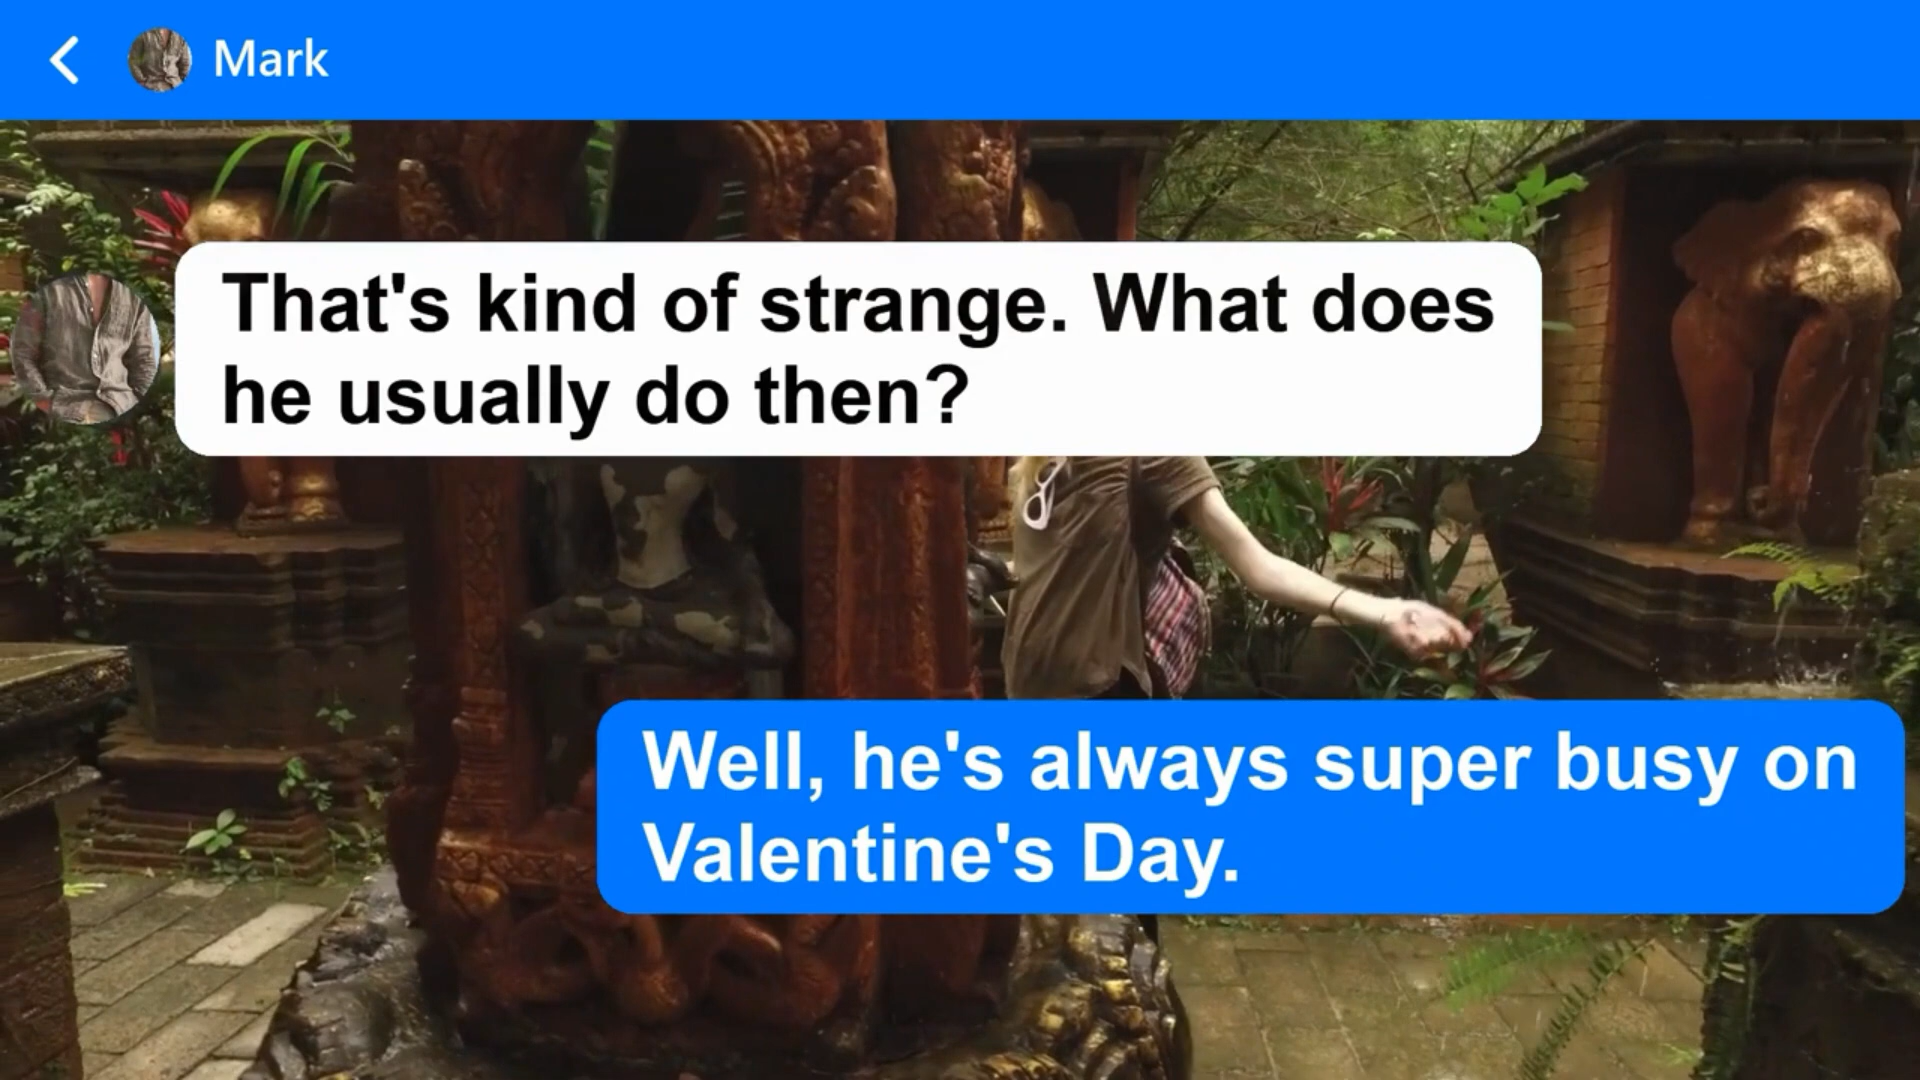 Mark
That's kind of strange. What does
he usually do then?
Well, he's always super busy on
Valentine's Day.